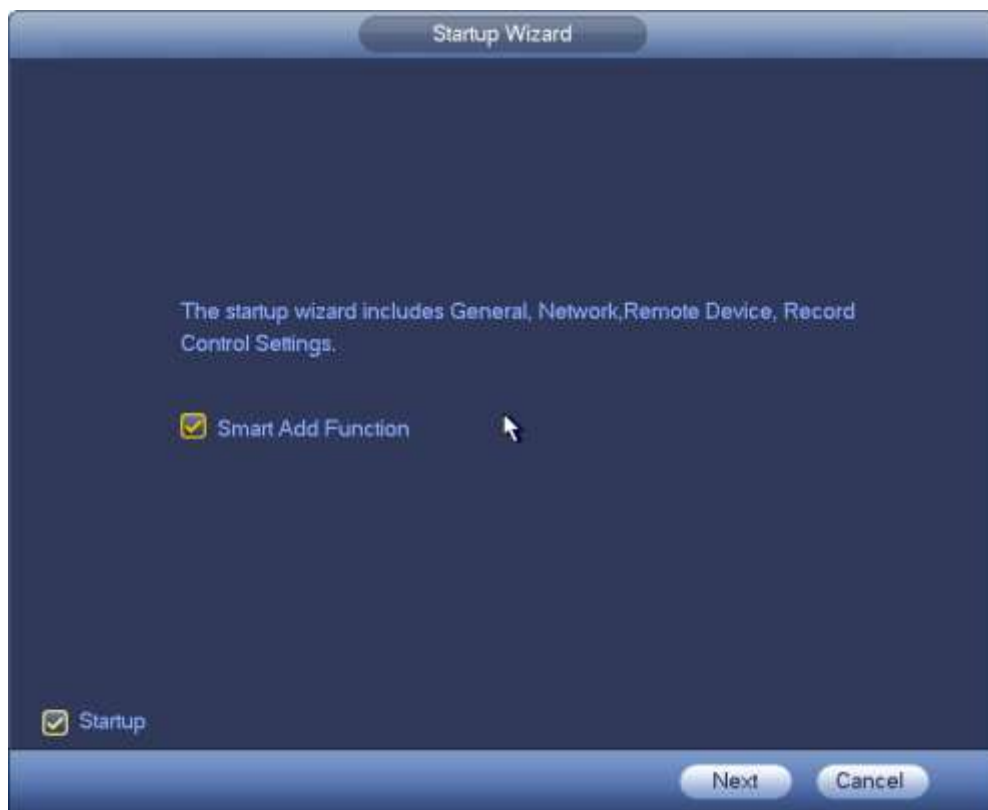 Startup Wizard
The startup wizard includes General, Network,Remote Device, Record
Control Settings.
Smart Add Function
Startup
Next
Cancel